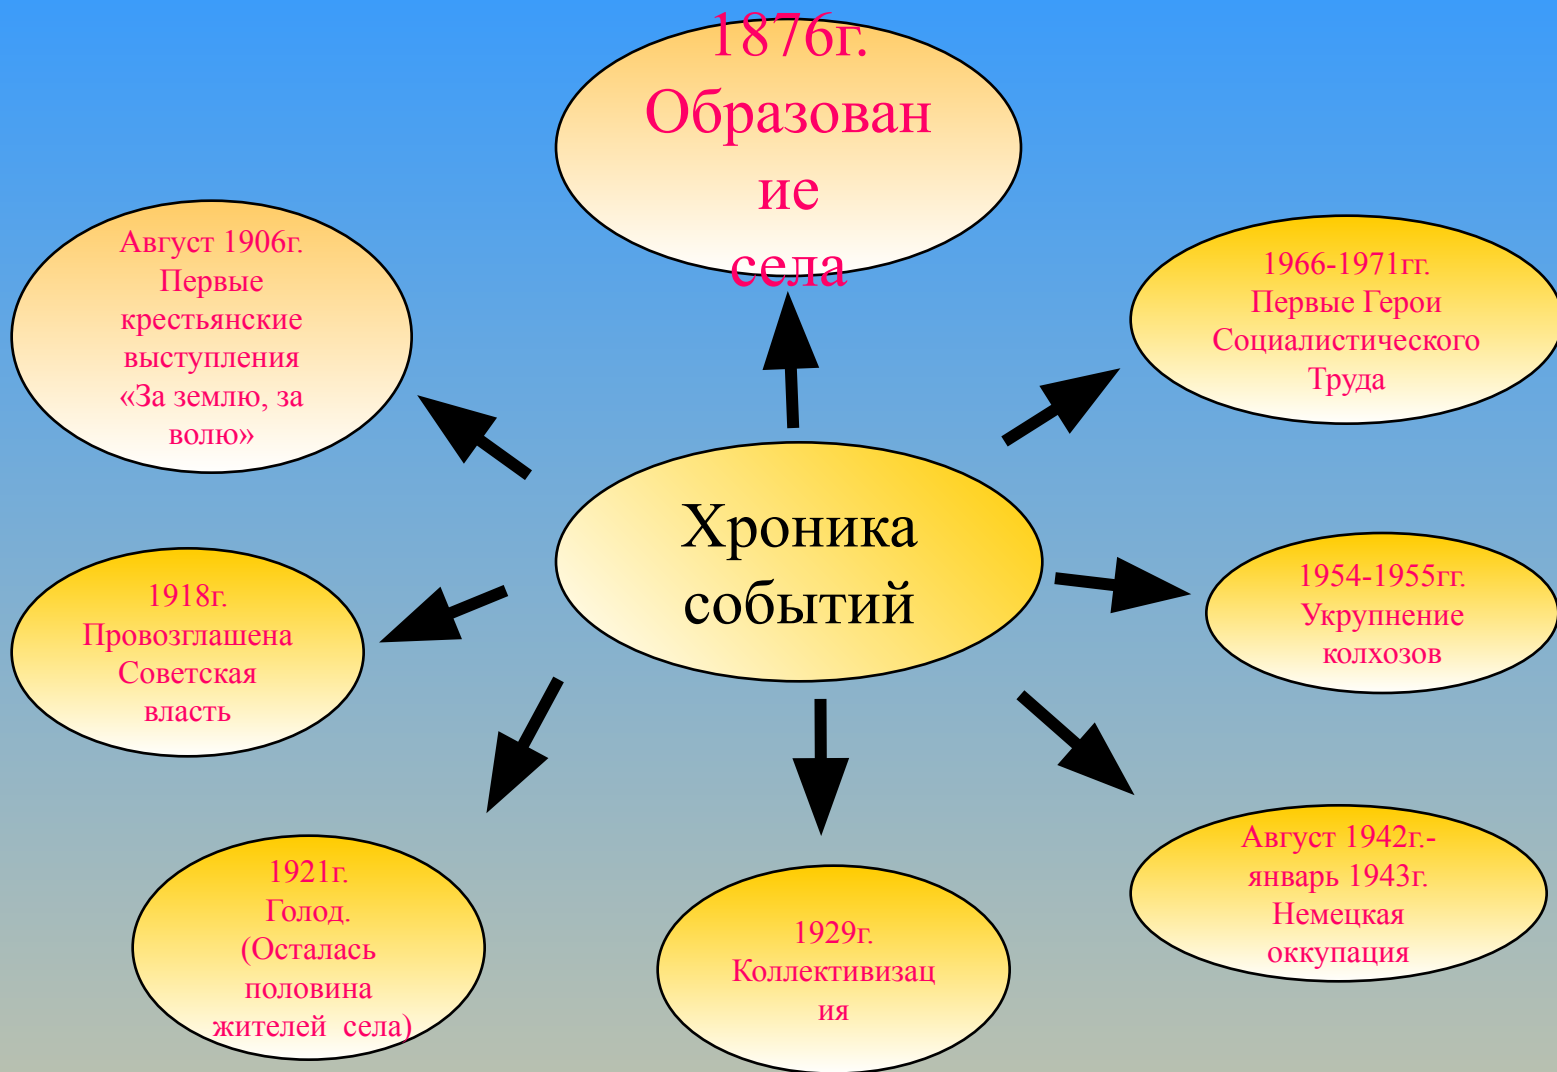 1876г.
Образован
ие
села
Август 1906г.
Первые
крестьянские
выступления
«За землю, за
волю»
1966-1971гг.
Первые Герои
Социалистического
Труда
Хроника
событий
1918г.
Провозглашена
Советская
власть
1954-1955гг.
Укрупнение
колхозов
1921г.
Голод.
(Осталась
половина
жителей села)
1929г.
Коллективизац
ия
Август 1942г.-
январь 1943г.
Немецкая
оккупация